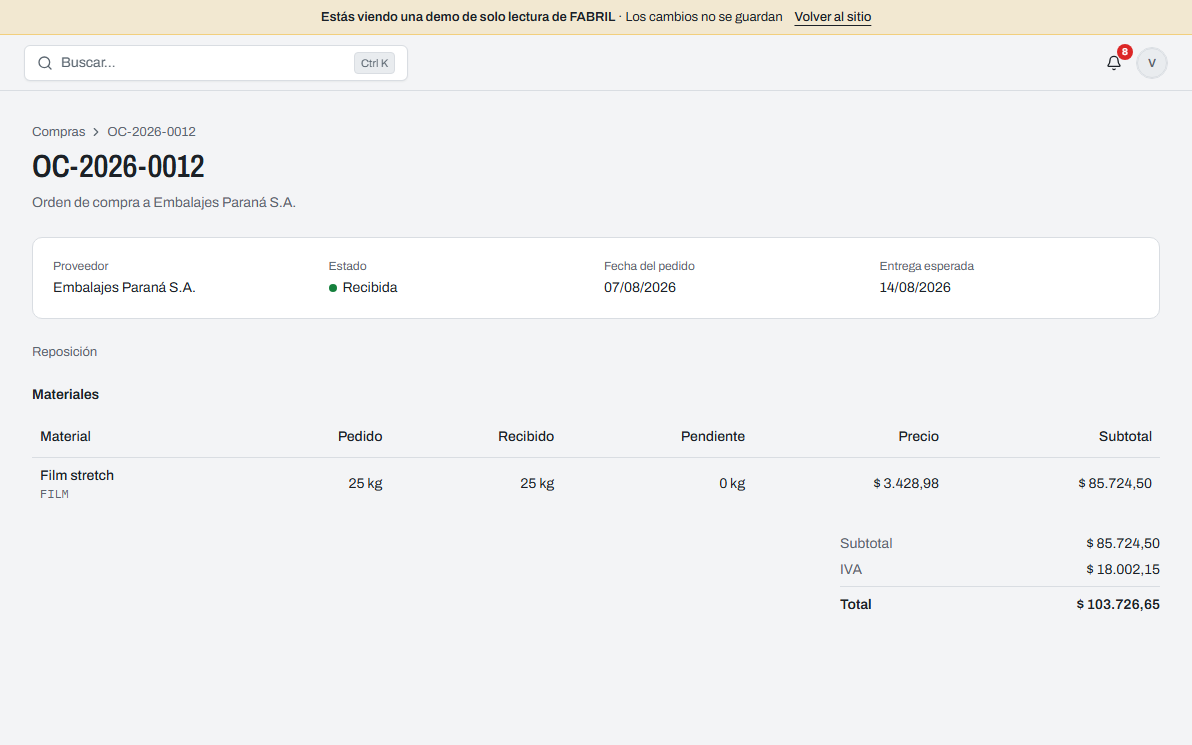 Estás viendo una demo de solo lectura de FABRIL · Los cambios no se guardan Volver al sitio
Buscar... Ctrl K 8 V
Compras > OC-2026-0012
OC-2026-0012
Orden de compra a Embalajes Paraná S.A.
Proveedor Estado Fecha del pedido Entrega esperada
Embalajes Paraná S.A. Recibida 07/08/2026 14/08/2026
Reposición
Materiales
Material Pedido Recibido Pendiente Precio Subtotal
Film stretch 25 kg 25 kg 0 kg $ 3.428,98 $ 85.724,50
FILM
Subtotal $ 85.724,50
IVA $ 18.002,15
Total $ 103.726,65